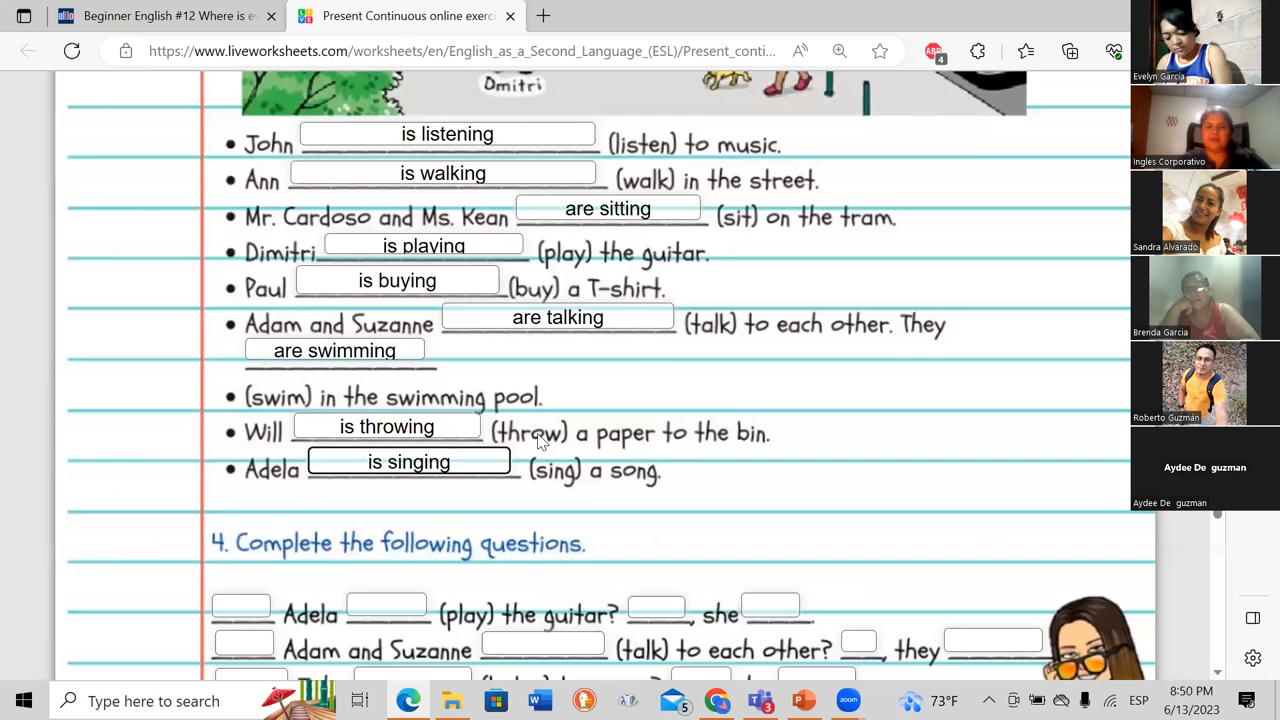 Beginner English #12 Where is ev
Present Continuous online exerc
https://www.liveworksheets.com/worksheets/en/English_as_a_Second_Language_(ESL)/Present_conti...
4
Dmitri
• John is listening (listen) to music.
• Ann is walking (walk) in the street.
• Mr. Cardoso and Ms. Kean are sitting (sit) on the tram.
• Dimitri is playing (play) the guitar.
• Paul is buying (buy) a T-shirt.
• Adam and Suzanne are talking (talk) to each other. They
are swimming
• (swim) in the swimming pool.
• Will is throwing (throw) a paper to the bin.
• Adela is singing (sing) a song.
4. Complete the following questions.
Adela (play) the guitar? , she .
Adam and Suzanne (talk) to each other? , they
Evelyn García
Ingles Corporativo
Sandra Alvarado
Brenda Garcia
Roberto Guzmán
Aydee De guzman
Aydee De guzman
Type here to search
5
3
zoom
73°F
ESP
8:50 PM
6/13/2023